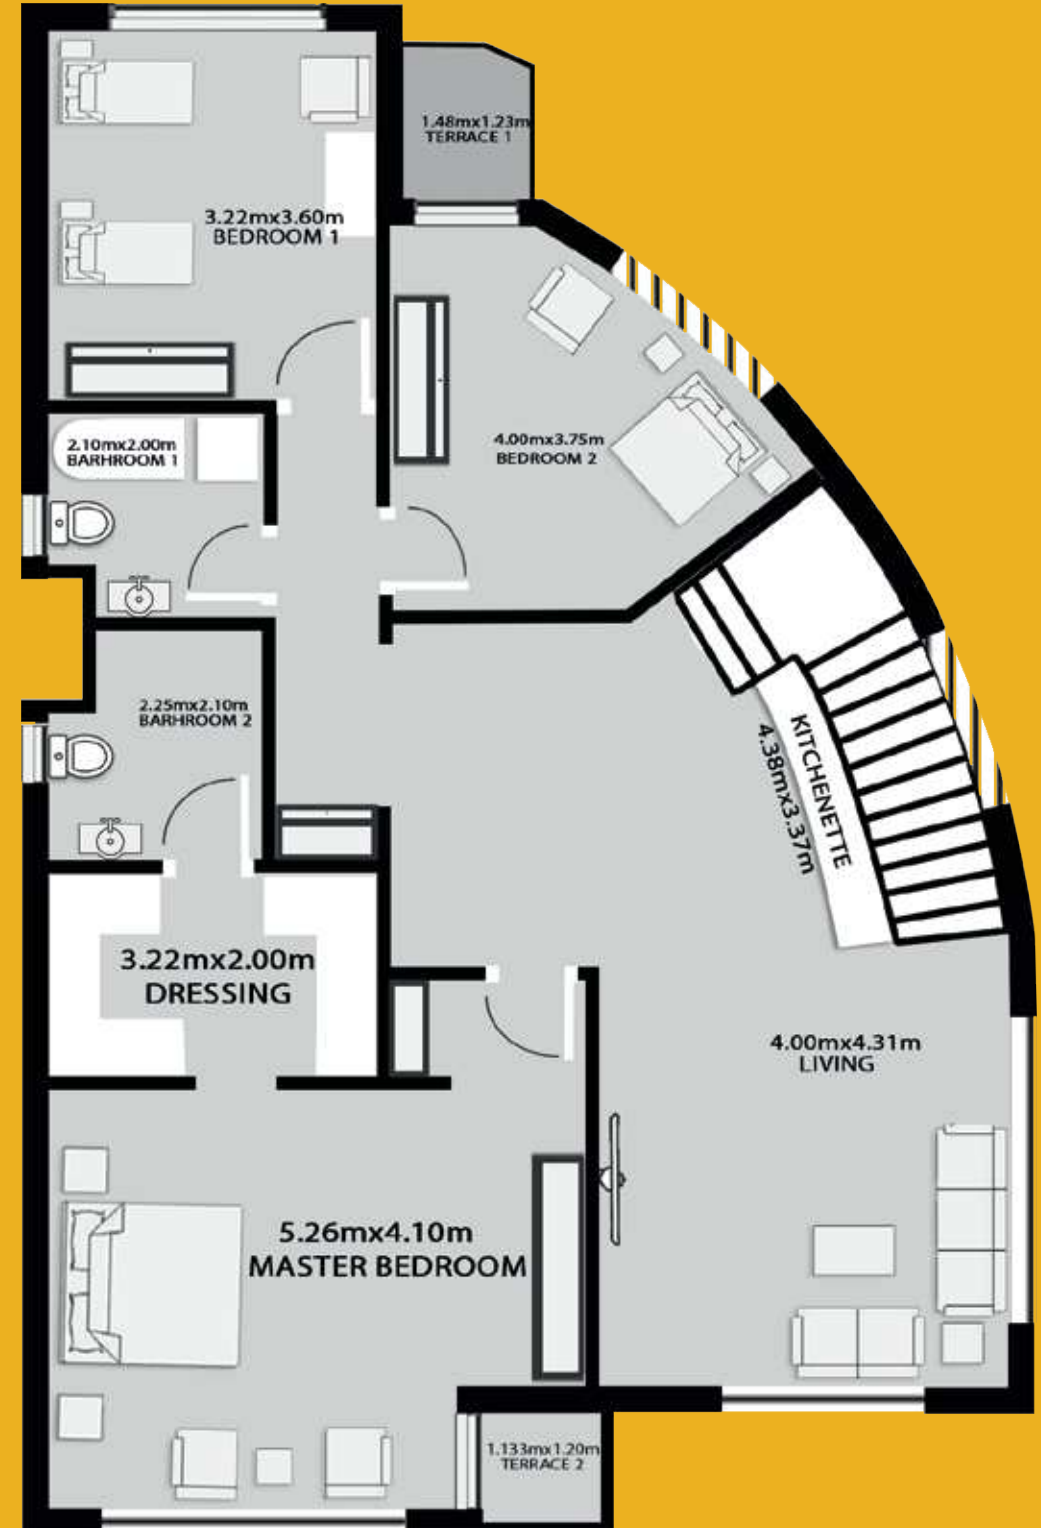 1.48mx1.23m
TERRACE 1
3.22mx3.60m
BEDROOM 1
2.10mx2.00m
BARHROOM 1
4.00mx3.75m
BEDROOM 2
2.25mx2.10m
BARHROOM 2
KITCHENETTE
4.38mx3.37m
3.22mx2.00m
DRESSING
4.00mx4.31m
LIVING
5.26mx4.10m
MASTER BEDROOM
1.133mx1.20m
TERRACE 2